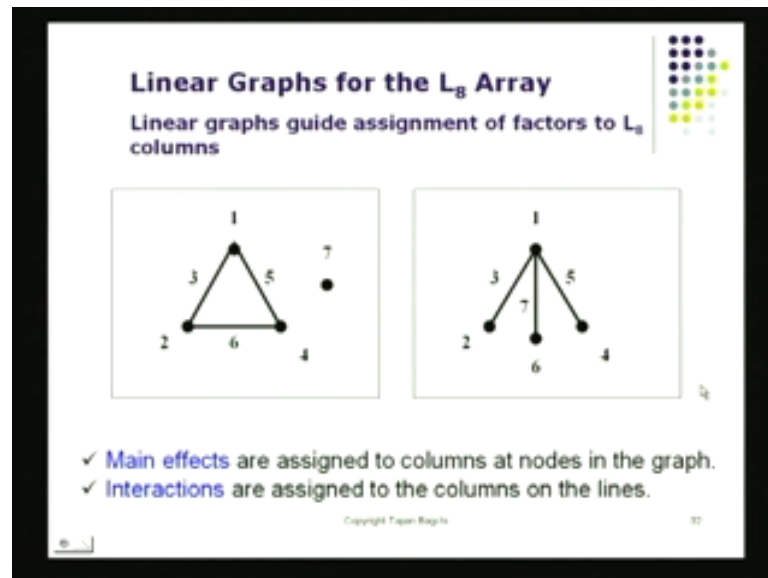 Linear Graphs for the L8 Array
Linear graphs guide assignment of factors to L8
columns
1
3
5
7
2
6
4
1
3
5
7
2
6
4
✓ Main effects are assigned to columns at nodes in the graph.
✓ Interactions are assigned to the columns on the lines.
Copyright Tapan Bagchi